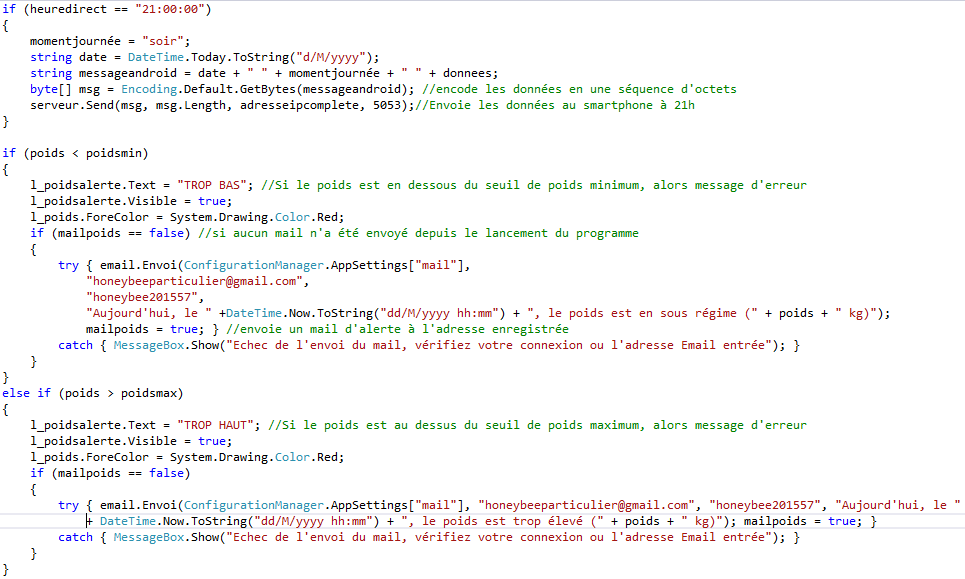 if (heuredirect == "21:00:00")
{
momentjournée = "soir";
string date = DateTime.Today.ToString("d/M/yyyy");
string messageandroid = date + " " + momentjournée + " " + donnees;
byte[] msg = Encoding.Default.GetBytes(messageandroid); //encode les données en une séquence d'octets
serveur.Send(msg, msg.Length, adresseipcomplete, 5053);//Envoie les données au smartphone à 21h
}
if (poids < poidsmin)
{
l_poidsalerte.Text = "TROP BAS"; //Si le poids est en dessous du seuil de poids minimum, alors message d'erreur
l_poidsalerte.Visible = true;
l_poids.ForeColor = System.Drawing.Color.Red;
if (mailpoids == false) //si aucun mail n'a été envoyé depuis le lancement du programme
{
try { email.Envoi(ConfigurationManager.AppSettings["mail"],
"honeybeeparticulier@gmail.com",
"honeybee201557",
"Aujourd'hui, le " +DateTime.Now.ToString("dd/M/yyyy hh:mm") + ", le poids est en sous régime (" + poids + " kg)");
mailpoids = true; } //envoie un mail d'alerte à l'adresse enregistrée
catch { MessageBox.Show("Echec de l'envoi du mail, vérifiez votre connexion ou l'adresse Email entrée"); }
}
}
else if (poids > poidsmax)
{
l_poidsalerte.Text = "TROP HAUT"; //Si le poids est au dessus du seuil de poids maximum, alors message d'erreur
l_poidsalerte.Visible = true;
l_poids.ForeColor = System.Drawing.Color.Red;
if (mailpoids == false)
{
try { email.Envoi(ConfigurationManager.AppSettings["mail"], "honeybeeparticulier@gmail.com", "honeybee201557", "Aujourd'hui, le "
+ DateTime.Now.ToString("dd/M/yyyy hh:mm") + ", le poids est trop élevé (" + poids + " kg)"); mailpoids = true; }
catch { MessageBox.Show("Echec de l'envoi du mail, vérifiez votre connexion ou l'adresse Email entrée"); }
}
}